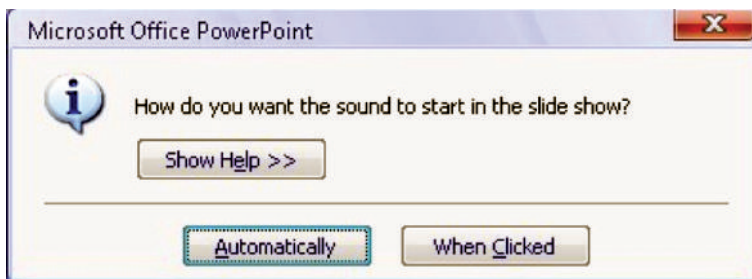 Microsoft Office PowerPoint
How do you want the sound to start in the slide show?
Show Help >>
Automatically
When Clicked